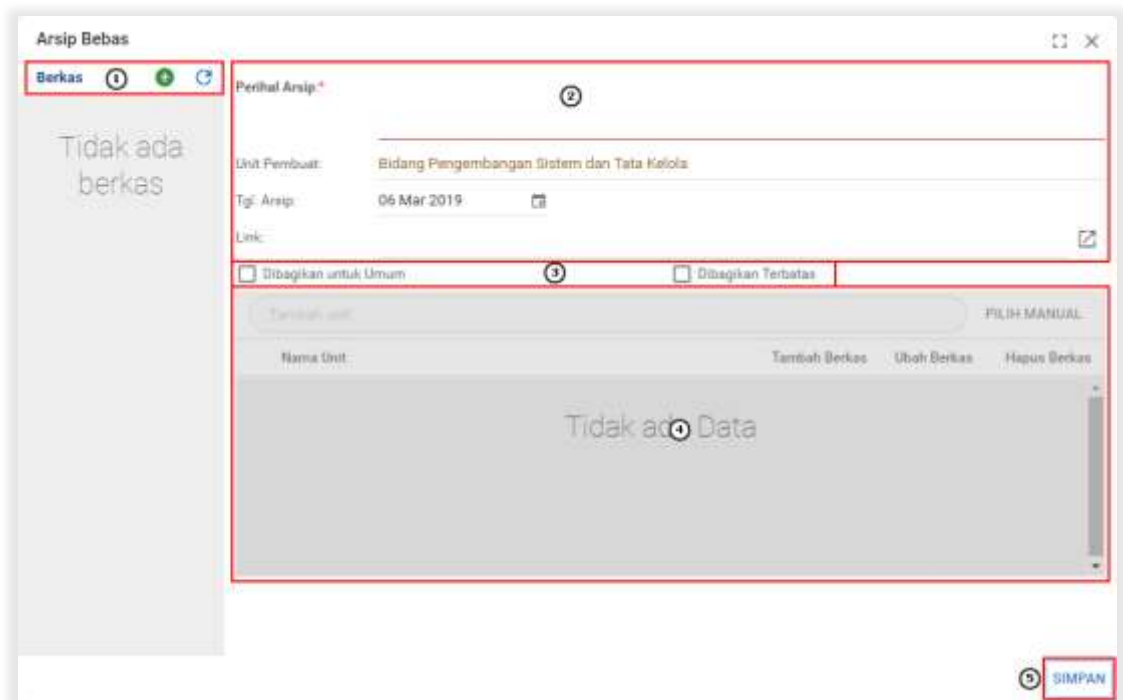 Arsip Bebas
Berkas 1
Tidak ada
berkas
Perihal Arsip:*
2
Unit Pembuat: Bidang Pengembangan Sistem dan Tata Kelola
Tgl. Arsip: 06 Mar 2019
Link:
Dibagikan untuk Umum 3 Dibagikan Terbatas
Tambah unit PILIH MANUAL
Nama Unit Tambah Berkas Ubah Berkas Hapus Berkas
Tidak ada Data
4
5 SIMPAN